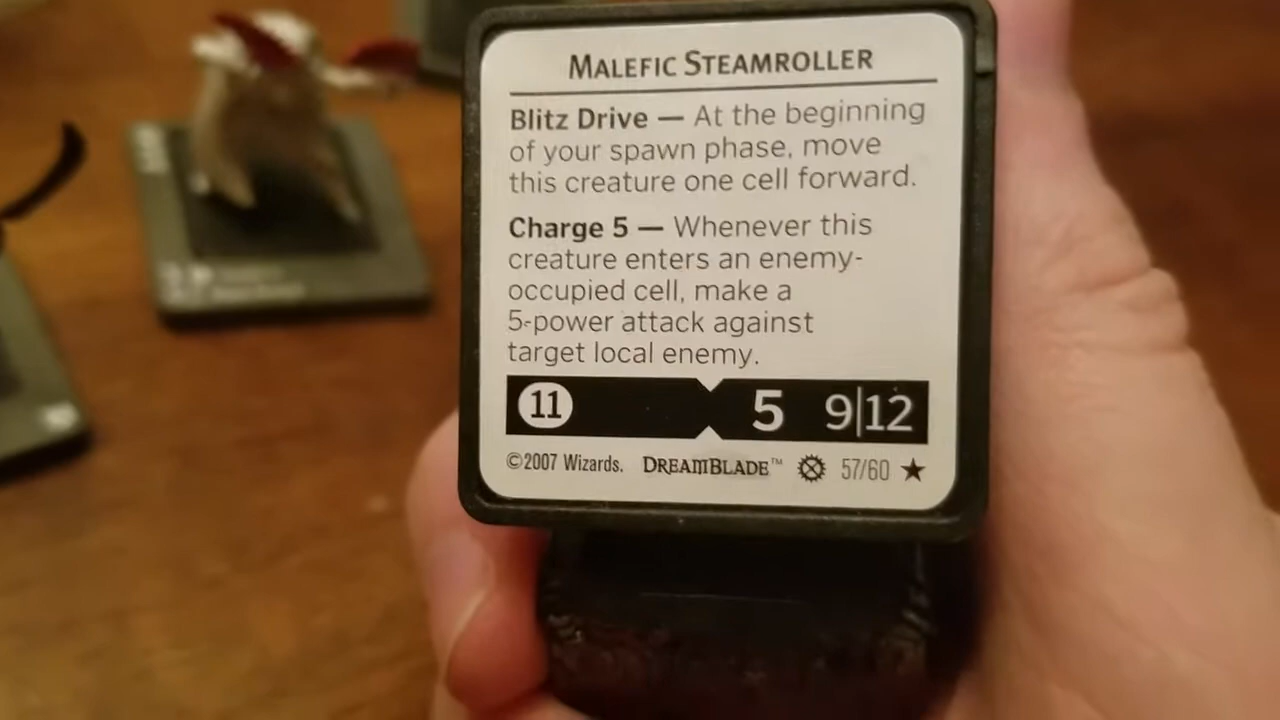 MALEFIC STEAMROLLER
Blitz Drive — At the beginning
of your spawn phase, move
this creature one cell forward.
Charge 5 — Whenever this
creature enters an enemy-
occupied cell, make a
5-power attack against
target local enemy.
11 5 9|12
©2007 Wizards. DREAMBLADE™ 57/60 ★